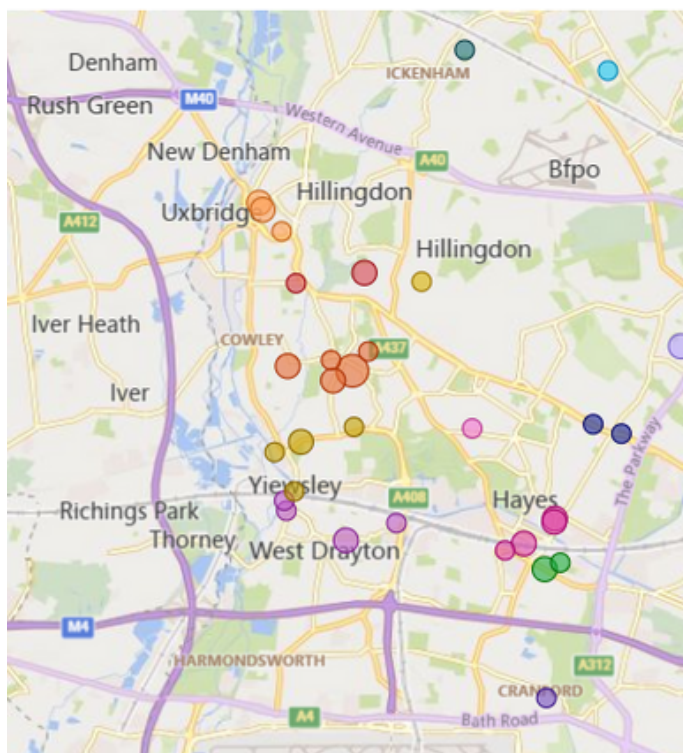 Denham
ICKENHAM
Rush Green
M40
Western Avenue
New Denham
A40
Bfpo
Hillingdon
Uxbridge
A412
Hillingdon
Iver Heath
COWLEY
A437
Iver
The Parkway
Yiewsley
A408
Hayes
Richings Park
Thorney
West Drayton
M4
HARMONDSWORTH
A312
CRANFORD
A4
Bath Road